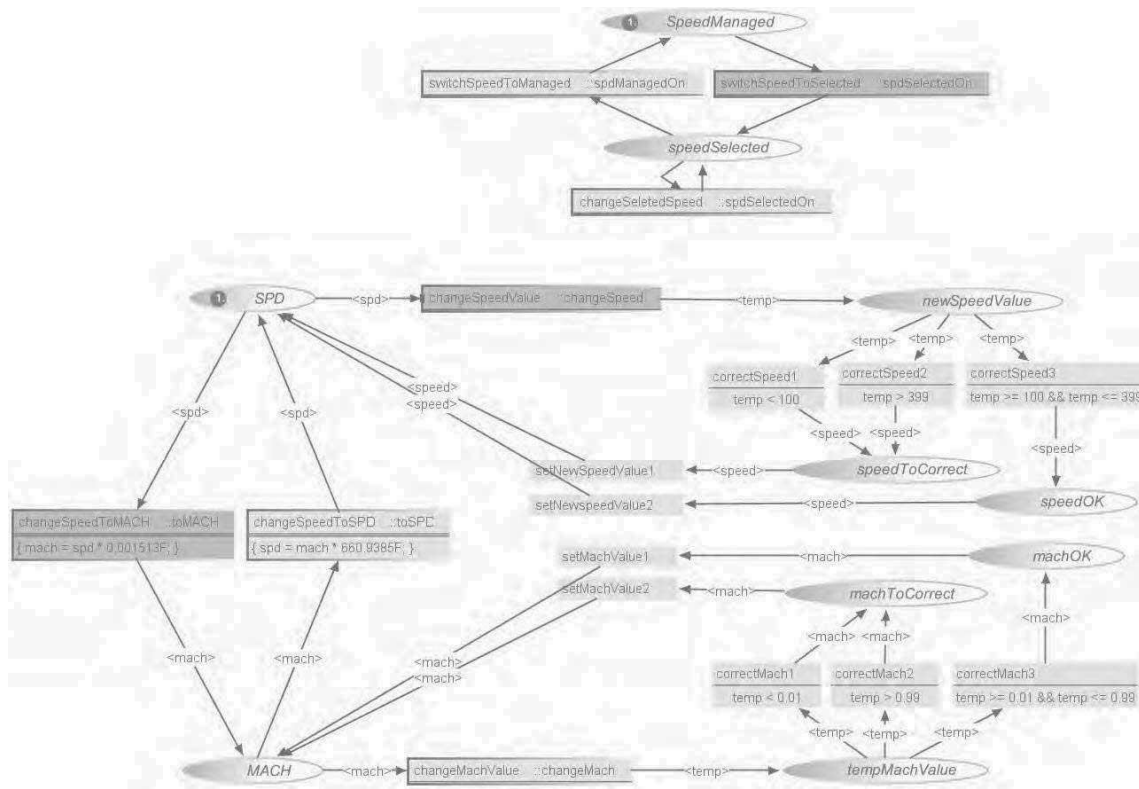 1 SpeedManaged
switchSpeedToManaged ::spdManagedOn
switchSpeedToSelected ::spdSelectedOn
speedSelected
changeSeletedSpeed ::spdSelectedOn
1 SPD
<spd>
changeSpeedValue ::changeSpeed
<temp>
newSpeedValue
<temp>
<temp>
<temp>
correctSpeed1
temp < 100
correctSpeed2
temp > 399
correctSpeed3
temp >= 100 && temp <= 399
<speed>
<speed>
<spd>
<spd>
<speed>
<speed>
<speed>
setNewSpeedValue1
<speed>
speedToCorrect
setNewspeedValue2
<speed>
speedOK
changeSpeedToMACH ::toMACH
{ mach = spd * 0.001513F; }
changeSpeedToSPD ::toSPD
{ spd = mach * 660.9385F; }
setMachValue1
<mach>
machOK
setMachValue2
<mach>
machToCorrect
<mach>
<mach>
<mach>
<mach>
<mach>
<mach>
<mach>
correctMach1
temp < 0.01
correctMach2
temp > 0.99
correctMach3
temp >= 0.01 && temp <= 0.99
<temp>
<temp>
<temp>
MACH
<mach>
changeMachValue ::changeMach
<temp>
tempMachValue